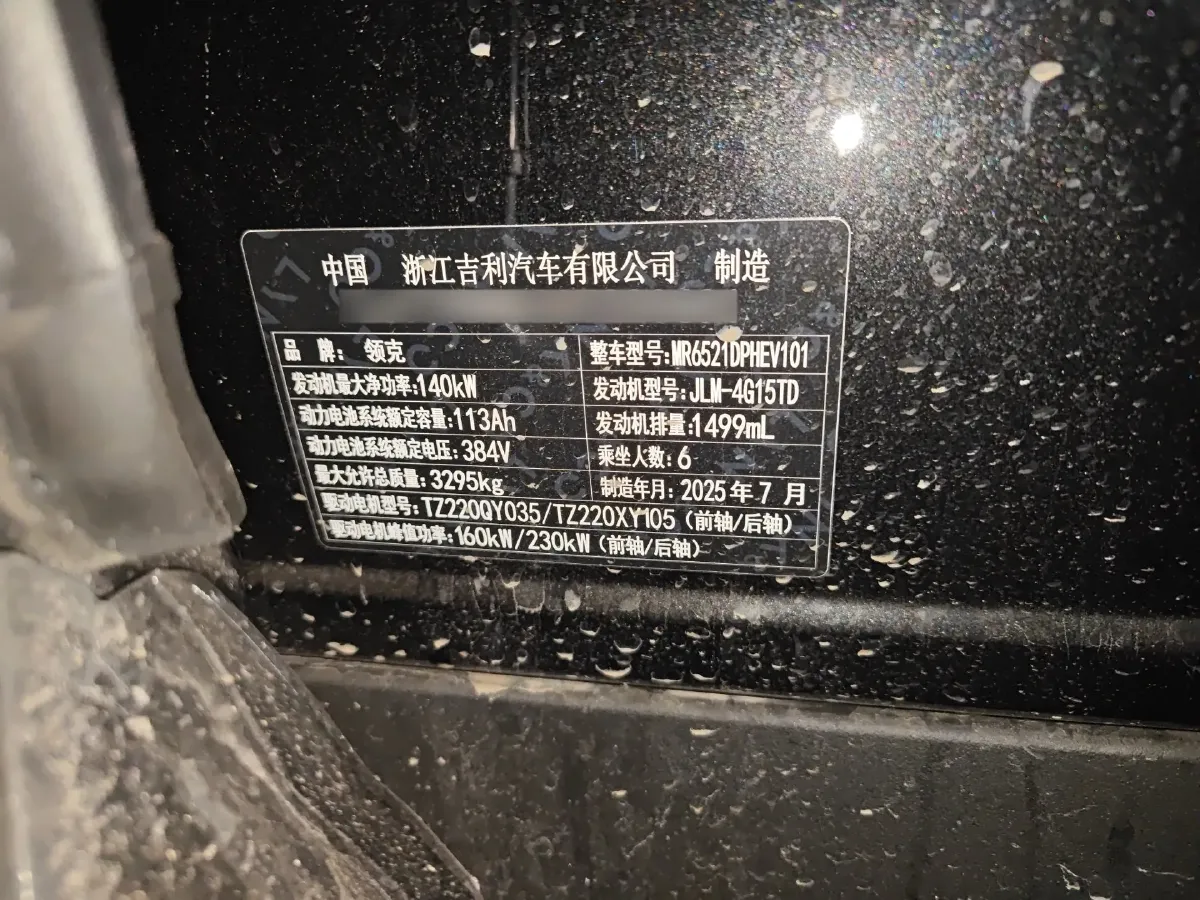 中国 浙江吉利汽车有限公司 制造
品 牌：领克 整车型号：MR6521DPHEV101
发动机最大净功率：140kW 发动机型号：JLM-4G15TD
动力电池系统额定容量：113Ah 发动机排量：1499mL
动力电池系统额定电压：384V 乘坐人数：6
最大允许总质量：3295kg 制造年月：2025年7月
驱动电机型号：TZ220QY035/TZ220XY105（前轴/后轴）
驱动电机峰值功率：160kW/230kW（前轴/后轴）